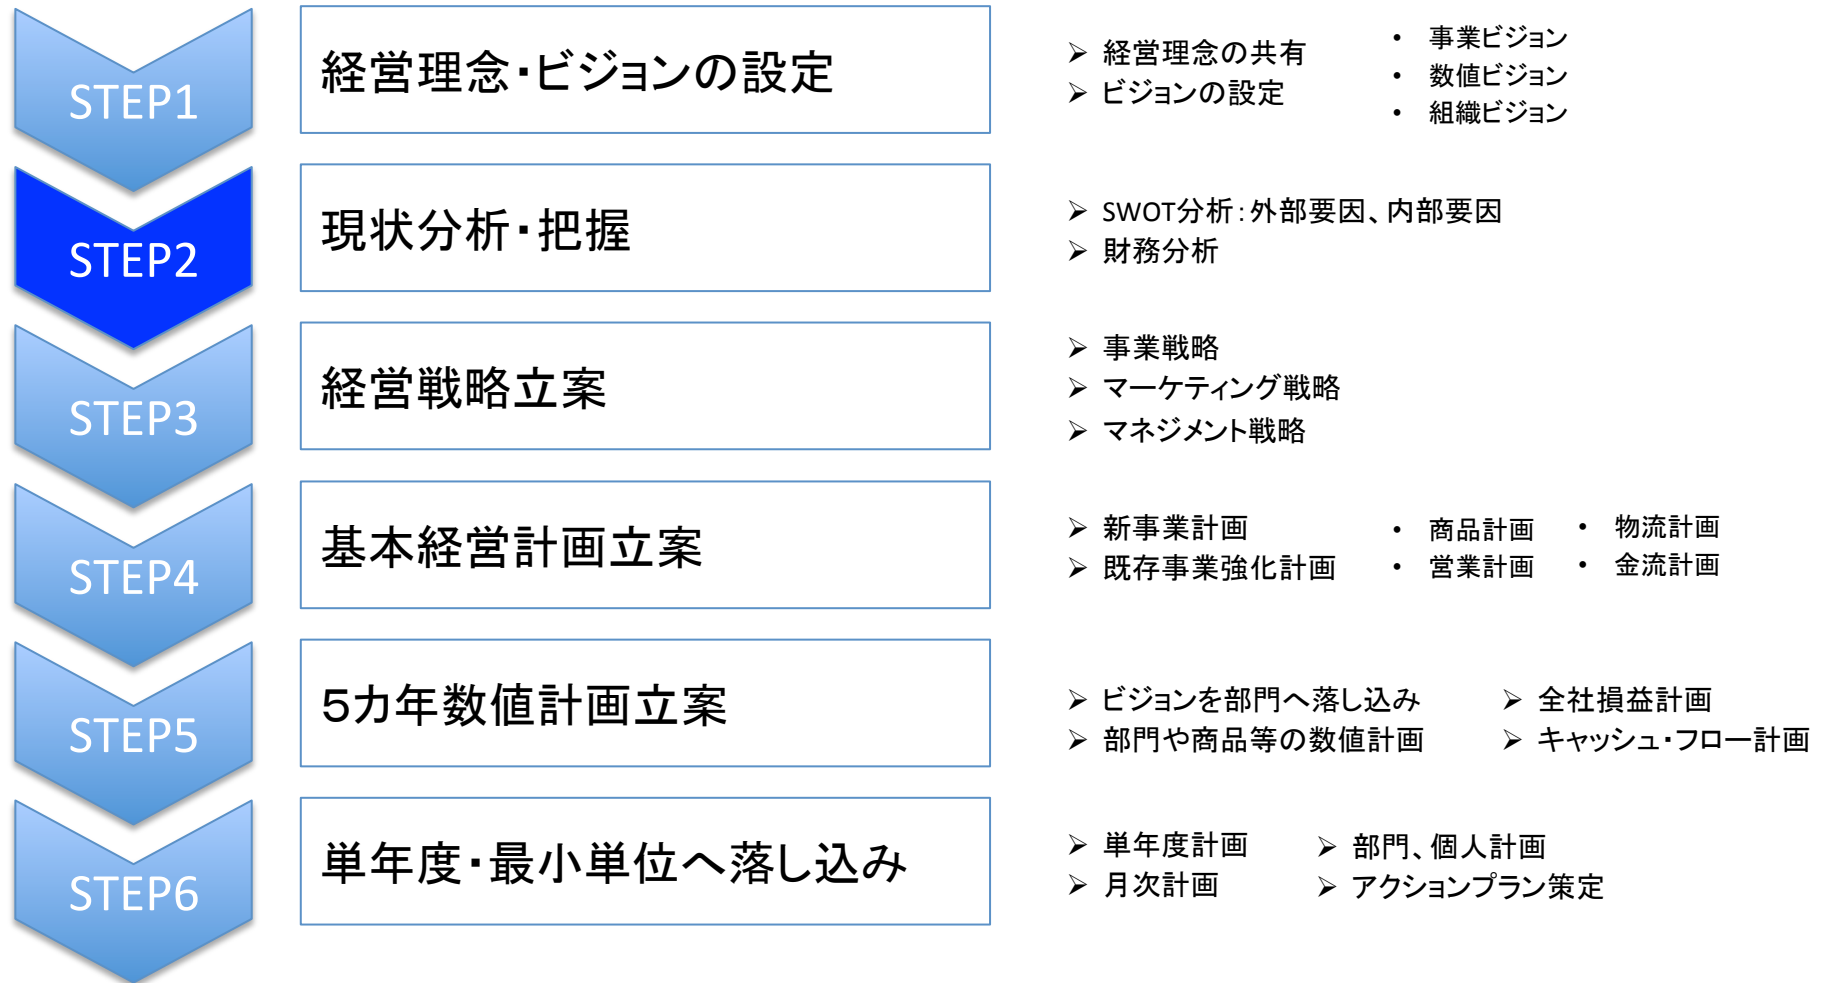 STEP1
経営理念・ビジョンの設定
➢ 経営理念の共有
➢ ビジョンの設定
• 事業ビジョン
• 数値ビジョン
• 組織ビジョン
STEP2
現状分析・把握
➢ SWOT分析：外部要因、内部要因
➢ 財務分析
STEP3
経営戦略立案
➢ 事業戦略
➢ マーケティング戦略
➢ マネジメント戦略
STEP4
基本経営計画立案
➢ 新事業計画
➢ 既存事業強化計画
• 商品計画
• 営業計画
• 物流計画
• 金流計画
STEP5
５カ年数値計画立案
➢ ビジョンを部門へ落し込み
➢ 部門や商品等の数値計画
➢ 全社損益計画
➢ キャッシュ・フロー計画
STEP6
単年度・最小単位へ落し込み
➢ 単年度計画
➢ 月次計画
➢ 部門、個人計画
➢ アクションプラン策定